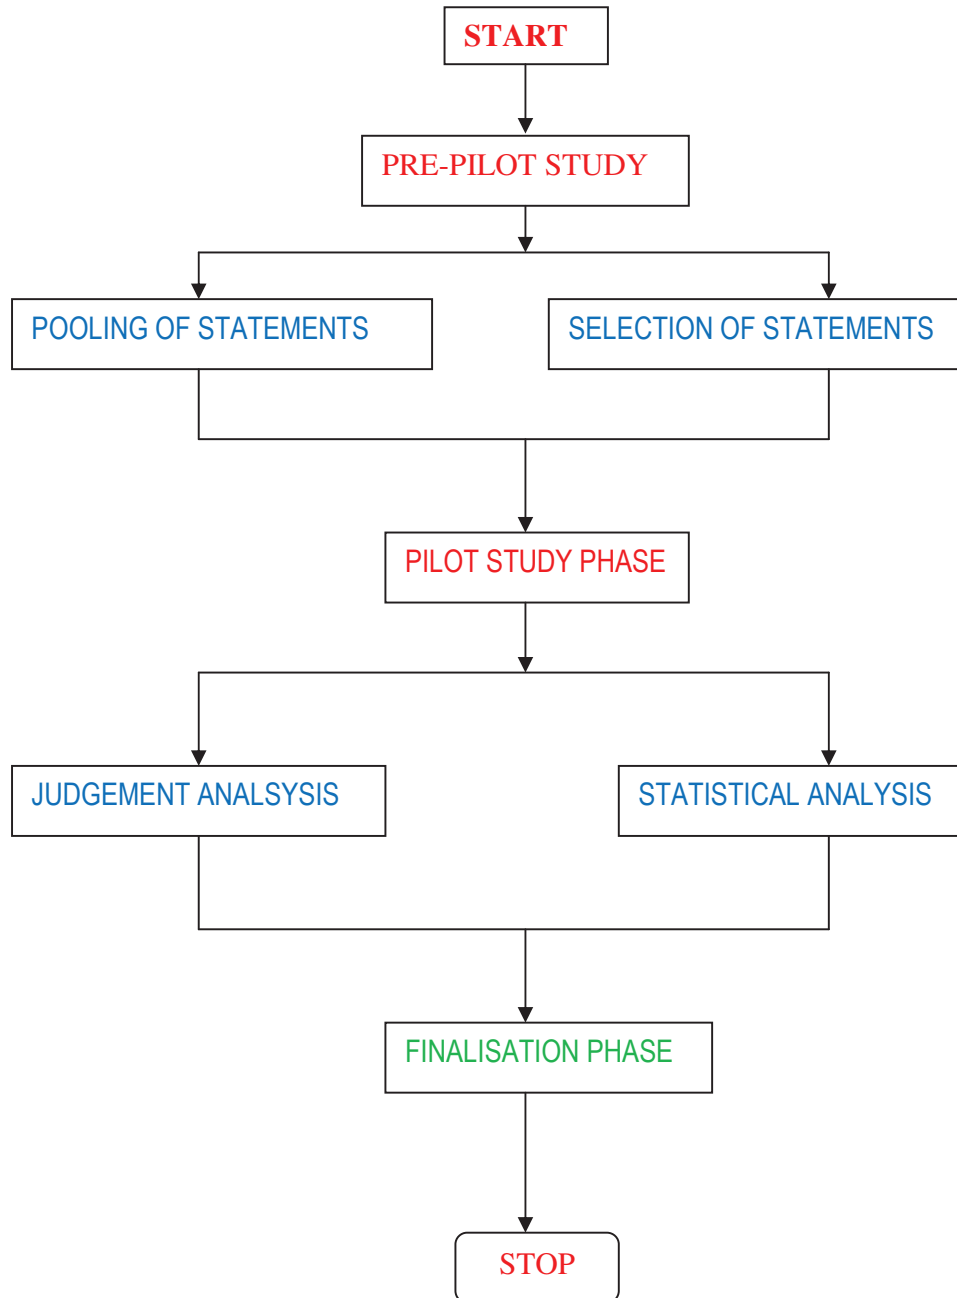 START
PRE-PILOT STUDY
POOLING OF STATEMENTS
SELECTION OF STATEMENTS
PILOT STUDY PHASE
JUDGEMENT ANALSYSIS
STATISTICAL ANALYSIS
FINALISATION PHASE
STOP